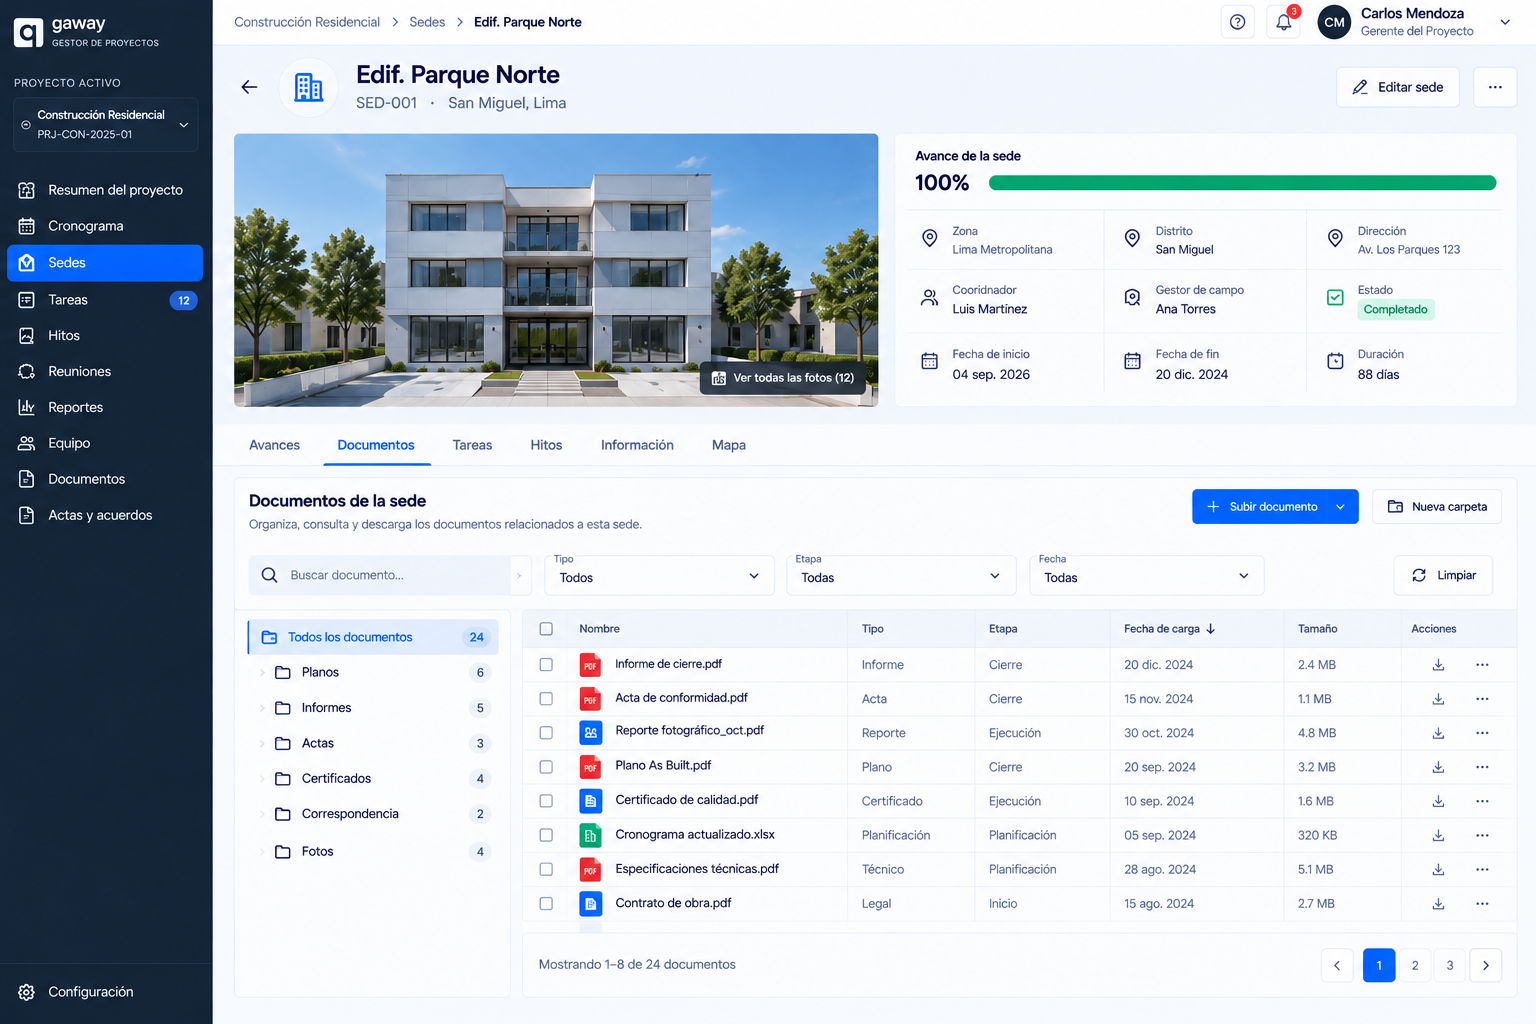 gaway
GESTOR DE PROYECTOS
PROYECTO ACTIVO
Construcción Residencial
PRJ-CON-2025-01
Resumen del proyecto
Cronograma
Sedes
Tareas 12
Hitos
Reuniones
Reportes
Equipo
Documentos
Actas y acuerdos
Configuración
Construcción Residencial > Sedes > Edif. Parque Norte
3
CM
Carlos Mendoza
Gerente del Proyecto
Edif. Parque Norte
SED-001 · San Miguel, Lima
Editar sede
Ver todas las fotos (12)
Avance de la sede
100%
Zona
Lima Metropolitana
Distrito
San Miguel
Dirección
Av. Los Parques 123
Cooridnador
Luis Martínez
Gestor de campo
Ana Torres
Estado
Completado
Fecha de inicio
04 sep. 2026
Fecha de fin
20 dic. 2024
Duración
88 días
Avances Documentos Tareas Hitos Información Mapa
Documentos de la sede
Organiza, consulta y descarga los documentos relacionados a esta sede.
+ Subir documento
Nueva carpeta
Buscar documento...
Tipo
Todos
Etapa
Todas
Fecha
Todas
Limpiar
Todos los documentos 24
Planos 6
Informes 5
Actas 3
Certificados 4
Correspondencia 2
Fotos 4
Nombre Tipo Etapa Fecha de carga ↓ Tamaño Acciones
PDF Informe de cierre.pdf Informe Cierre 20 dic. 2024 2.4 MB
PDF Acta de conformidad.pdf Acta Cierre 15 nov. 2024 1.1 MB
Reporte fotográfico_oct.pdf Reporte Ejecución 30 oct. 2024 4.8 MB
PDF Plano As Built.pdf Plano Cierre 20 sep. 2024 3.2 MB
Certificado de calidad.pdf Certificado Ejecución 10 sep. 2024 1.6 MB
Cronograma actualizado.xlsx Planificación Planificación 05 sep. 2024 320 KB
PDF Especificaciones técnicas.pdf Técnico Planificación 28 ago. 2024 5.1 MB
Contrato de obra.pdf Legal Inicio 15 ago. 2024 2.7 MB
Mostrando 1–8 de 24 documentos
1 2 3